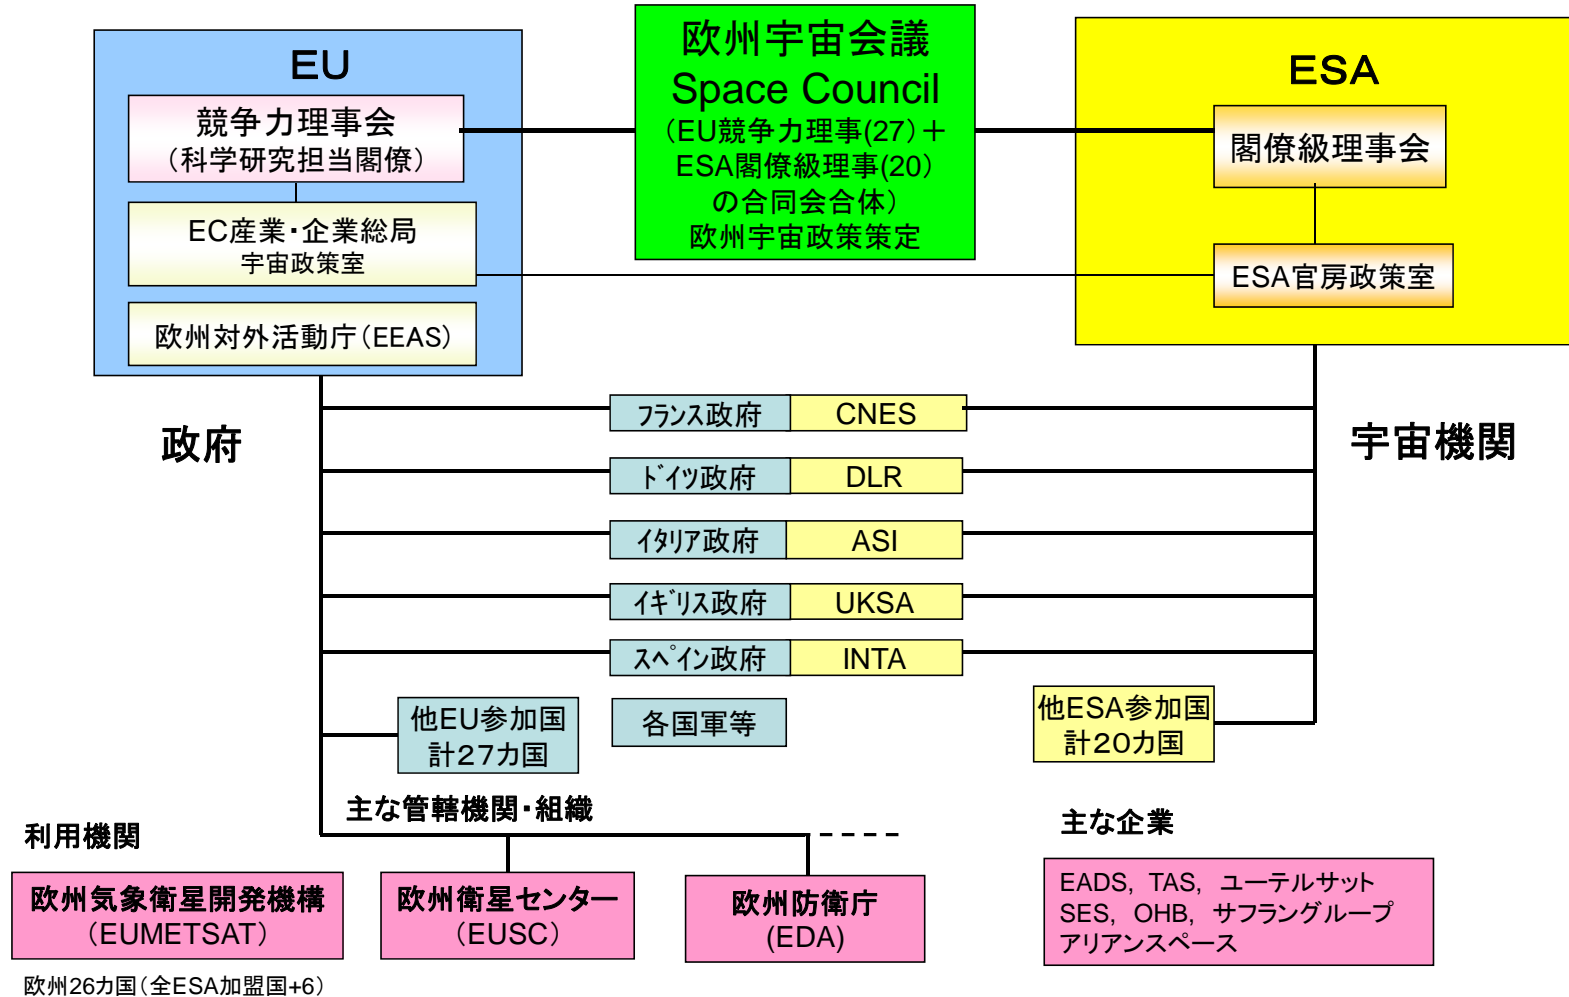 EU
競争力理事会
（科学研究担当閣僚）
EC産業・企業総局
宇宙政策室
欧州対外活動庁（EEAS）
欧州宇宙会議
Space Council
（EU競争力理事(27)＋
ESA閣僚級理事(20)
の合同会合体）
欧州宇宙政策策定
ESA
閣僚級理事会
ESA官房政策室
政府
宇宙機関
ﾌﾗﾝｽ政府 CNES
ﾄﾞｲﾂ政府 DLR
ｲﾀﾘｱ政府 ASI
ｲｷﾞﾘｽ政府 UKSA
ｽﾍﾟｲﾝ政府 INTA
他EU参加国
計２７カ国
各国軍等
他ESA参加国
計２０カ国
主な管轄機関・組織
利用機関
欧州気象衛星開発機構
（EUMETSAT）
欧州26カ国（全ESA加盟国+6）
欧州衛星センター
（EUSC）
欧州防衛庁
(EDA)
主な企業
EADS, TAS, ユーテルサット
SES, OHB, サフラングループ
アリアンスペース